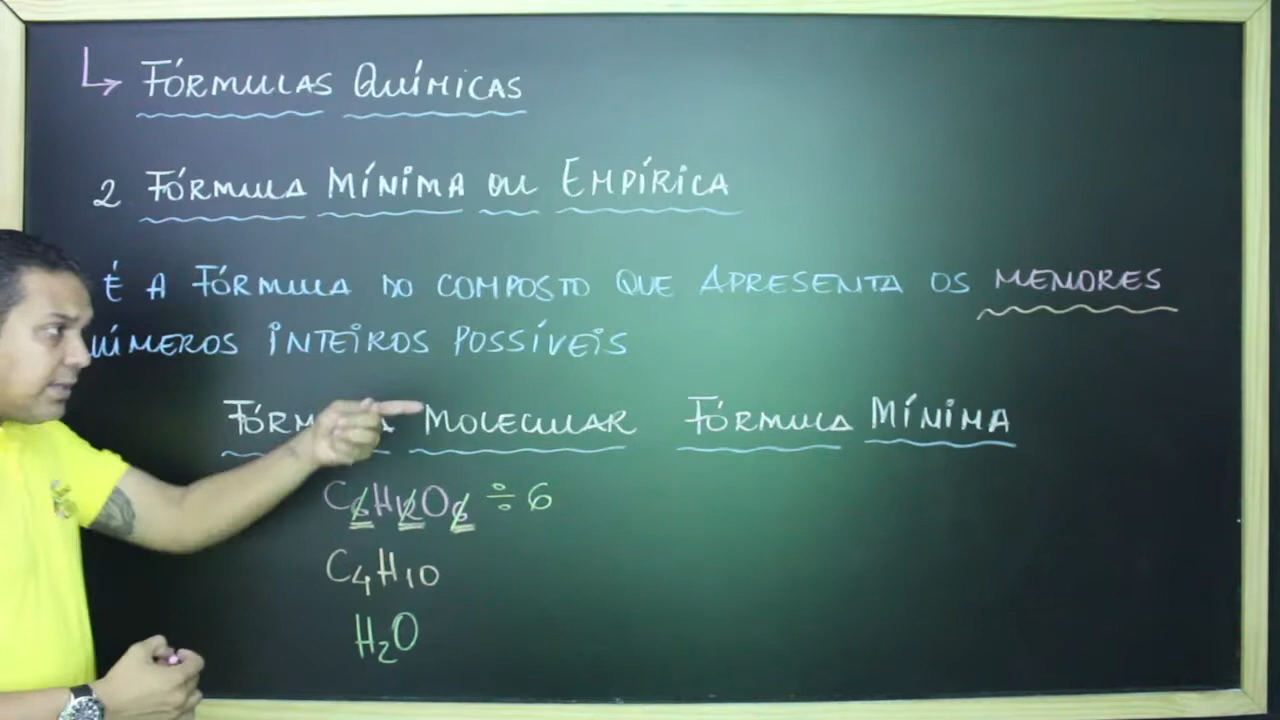 ↳ FÓRMULAS QUÍMICAS
2 FÓRMULA MÍNIMA OU EMPÍRICA
É A FÓRMULA DO COMPOSTO QUE APRESENTA OS MENORES
NÚMEROS INTEIROS POSSÍVEIS
MOLECULAR FÓRMULA MÍNIMA
C6H12O6 ÷ 6
C4H10
H2O